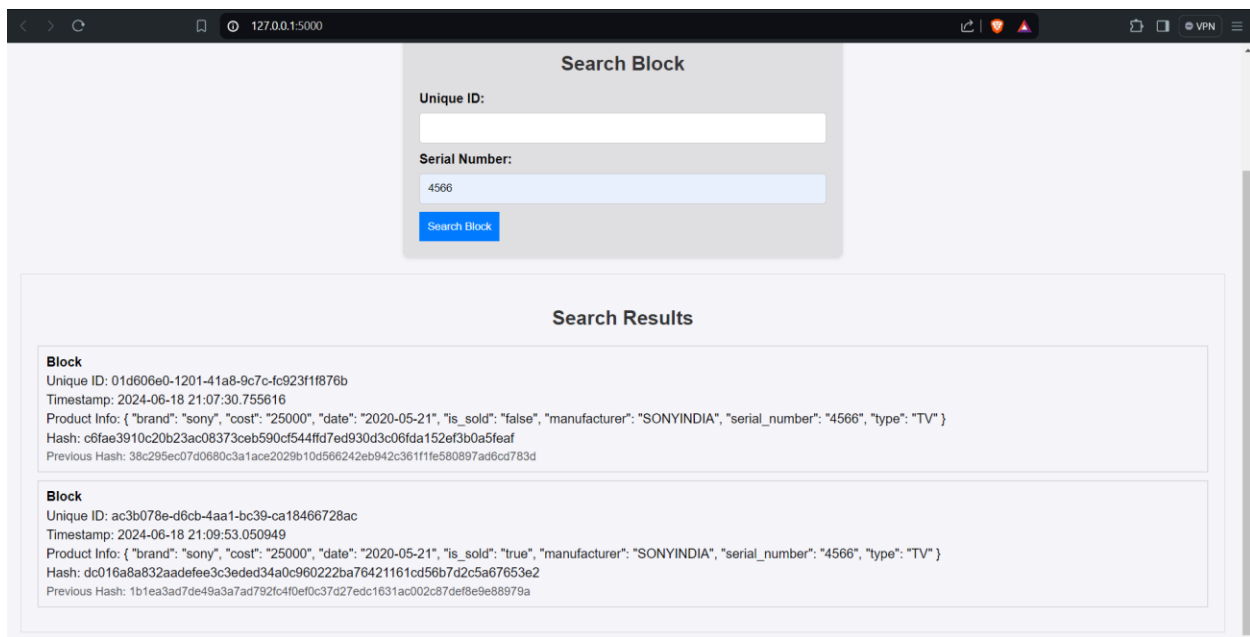 127.0.0.1:5000
VPN
Search Block
Unique ID:
Serial Number:
4566
Search Block
Search Results
Block
Unique ID: 01d606e0-1201-41a8-9c7c-fc923f1f876b
Timestamp: 2024-06-18 21:07:30.755616
Product Info: { "brand": "sony", "cost": "25000", "date": "2020-05-21", "is_sold": "false", "manufacturer": "SONYINDIA", "serial_number": "4566", "type": "TV" }
Hash: c6fae3910c20b23ac08373ceb590cf544ffd7ed930d3c06fda152ef3b0a5feaf
Previous Hash: 38c295ec07d0680c3a1ace2029b10d566242eb942c361f1fe580897ad6cd783d
Block
Unique ID: ac3b078e-d6cb-4aa1-bc39-ca18466728ac
Timestamp: 2024-06-18 21:09:53.050949
Product Info: { "brand": "sony", "cost": "25000", "date": "2020-05-21", "is_sold": "true", "manufacturer": "SONYINDIA", "serial_number": "4566", "type": "TV" }
Hash: dc016a8a832aadefee3c3eded34a0c960222ba76421161cd56b7d2c5a67653e2
Previous Hash: 1b1ea3ad7de49a3a7ad792fc4f0ef0c37d27edc1631ac002c87def8e9e88979a